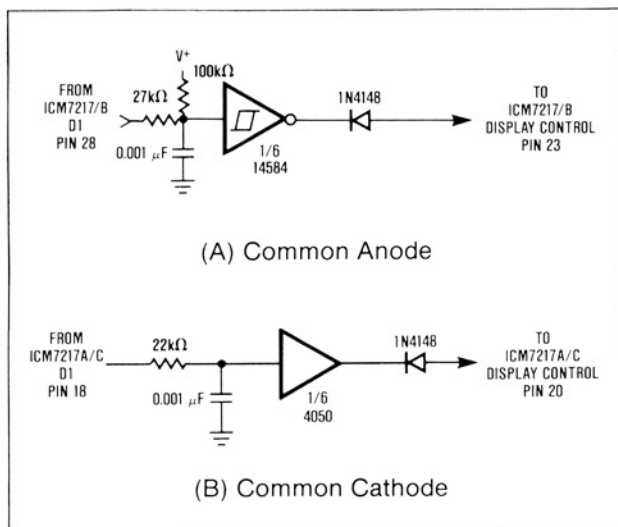 V+
100kΩ
FROM
ICM7217/B
D1
PIN 28
27kΩ
0.001 μF
1/6
14584
1N4148
TO
ICM7217/B
DISPLAY CONTROL
PIN 23
(A) Common Anode
FROM
ICM7217A/C
D1
PIN 18
22kΩ
0.001 μF
1/6
4050
1N4148
TO
ICM7217A/C
DISPLAY CONTROL
PIN 20
(B) Common Cathode